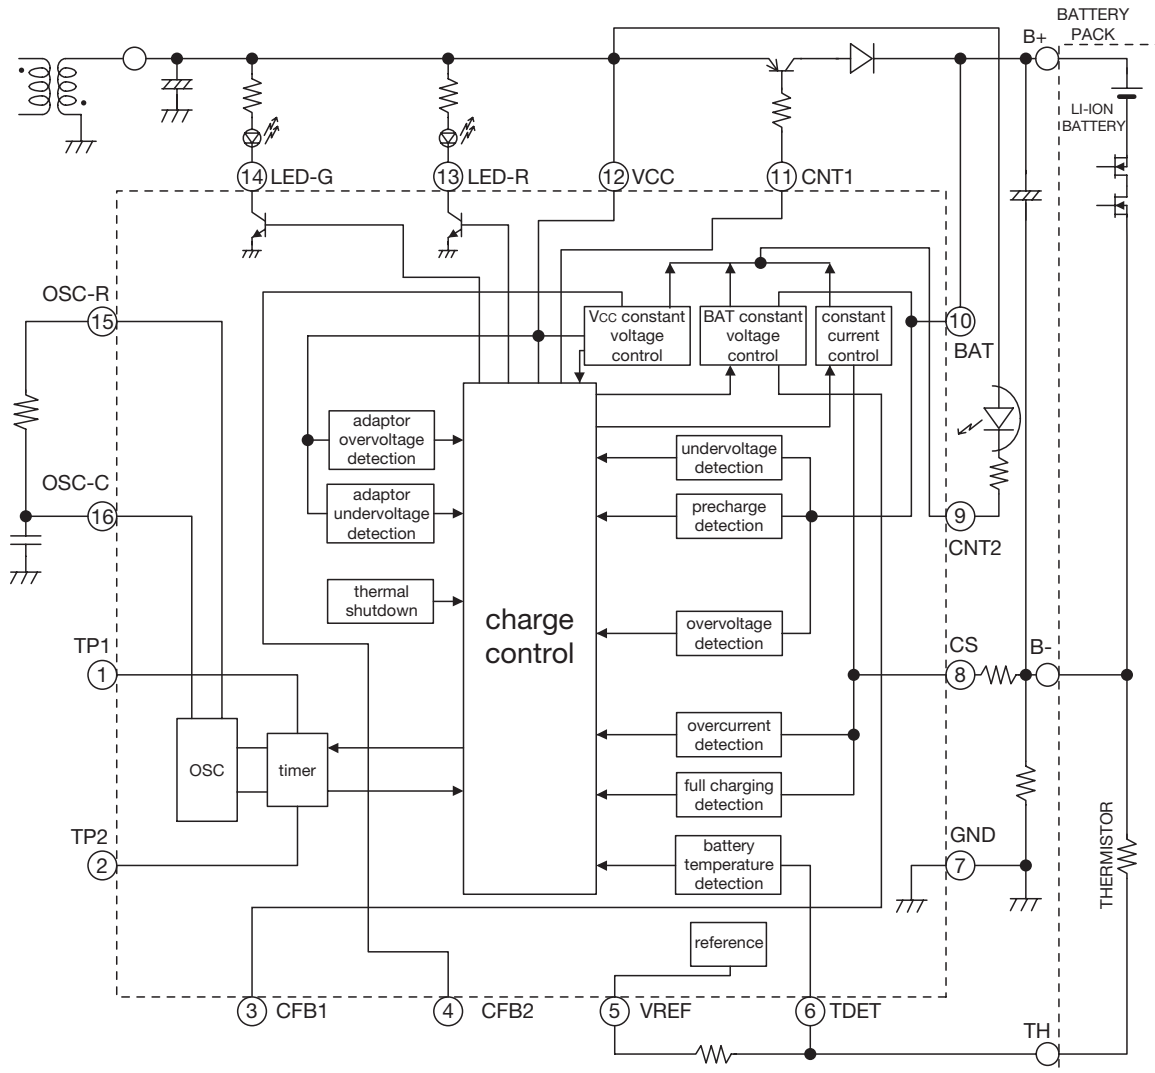 BATTERY
PACK
B+
LI-ION
BATTERY
14 LED-G
13 LED-R
12 VCC
11 CNT1
OSC-R
15
VCC constant
voltage
control
BAT constant
voltage
control
constant
current
control
10
BAT
adaptor
overvoltage
detection
undervoltage
detection
OSC-C
16
adaptor
undervoltage
detection
precharge
detection
9
CNT2
thermal
shutdown
charge
control
overvoltage
detection
TP1
1
CS
8
B-
OSC
timer
overcurrent
detection
full charging
detection
TP2
2
battery
temperature
detection
GND
7
THERMISTOR
reference
3 CFB1
4 CFB2
5 VREF
6 TDET
TH